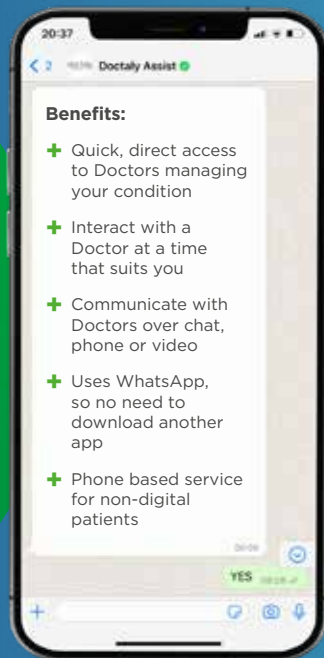 20:37
2 Doctaly Assist
Benefits:
Quick, direct access
to Doctors managing
your condition
Interact with a
Doctor at a time
that suits you
Communicate with
Doctors over chat,
phone or video
Uses WhatsApp,
so no need to
download another
app
Phone based service
for non-digital
patients
YES